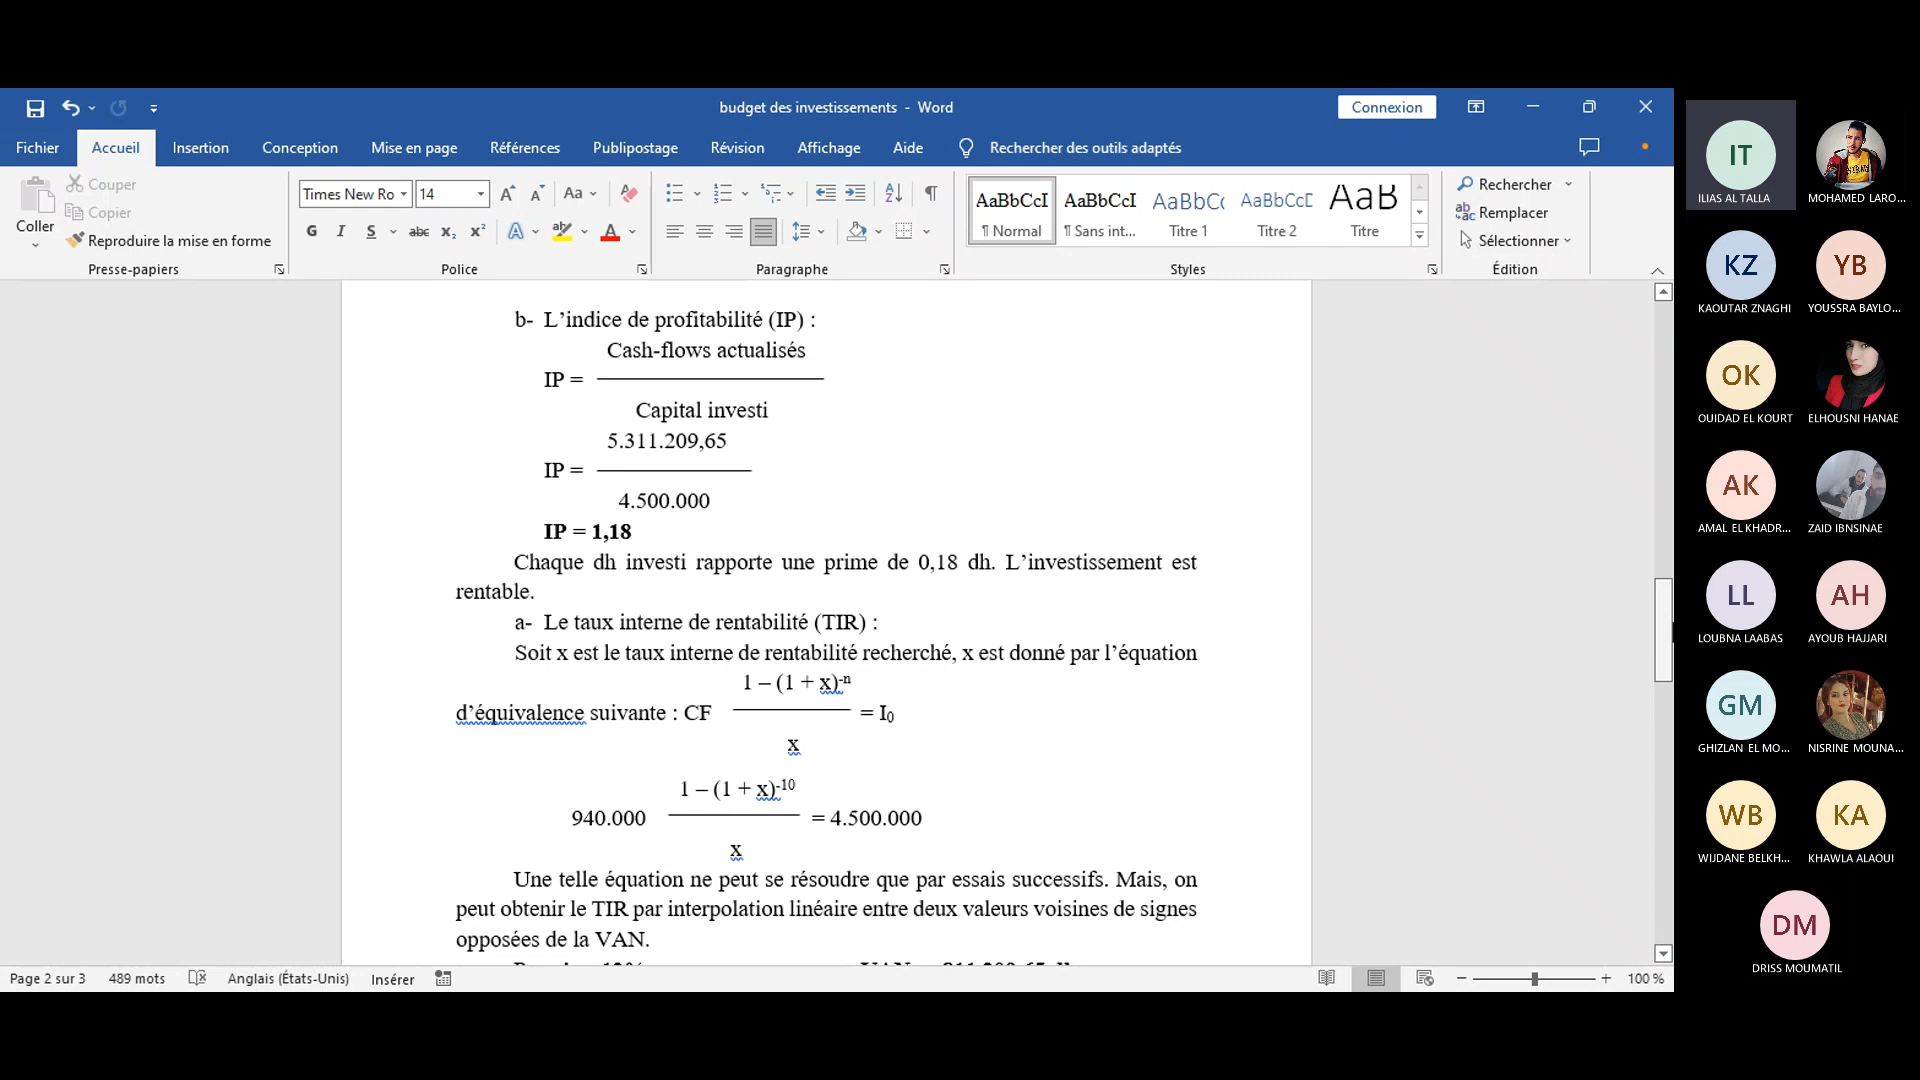 budget des investissements - Word
Connexion
Fichier Accueil Insertion Conception Mise en page Références Publipostage Révision Affichage Aide Rechercher des outils adaptés
Coller
Couper
Copier
Reproduire la mise en forme
Presse-papiers
Times New Ro 14
G I S abc x₂ x²
Police
Paragraphe
AaBbCcI AaBbCcI AaBbC AaBbCcD AaB
¶ Normal ¶ Sans int... Titre 1 Titre 2 Titre
Styles
Rechercher
Remplacer
Sélectionner
Édition
b- L’indice de profitabilité (IP) :
Cash-flows actualisés
IP =
Capital investi
5.311.209,65
IP =
4.500.000
IP = 1,18
Chaque dh investi rapporte une prime de 0,18 dh. L’investissement est
rentable.
a- Le taux interne de rentabilité (TIR) :
Soit x est le taux interne de rentabilité recherché, x est donné par l’équation
1 – (1 + x)⁻ⁿ
d’équivalence suivante : CF = I₀
x
1 – (1 + x)⁻¹⁰
940.000 = 4.500.000
x
Une telle équation ne peut se résoudre que par essais successifs. Mais, on
peut obtenir le TIR par interpolation linéaire entre deux valeurs voisines de signes
opposées de la VAN.
Page 2 sur 3 489 mots Anglais (États-Unis) Insérer 100 %
IT
ILIAS AL TALLA
MOHAMED LARO...
KZ
KAOUTAR ZNAGHI
YB
YOUSSRA BAYLO...
OK
OUIDAD EL KOURT
ELHOUSNI HANAE
AK
AMAL EL KHADR...
ZAID IBNSINAE
LL
LOUBNA LAABAS
AH
AYOUB HAJJARI
GM
GHIZLAN EL MO...
NISRINE MOUNA...
WB
WIJDANE BELKH...
KA
KHAWLA ALAOUI
DM
DRISS MOUMATIL